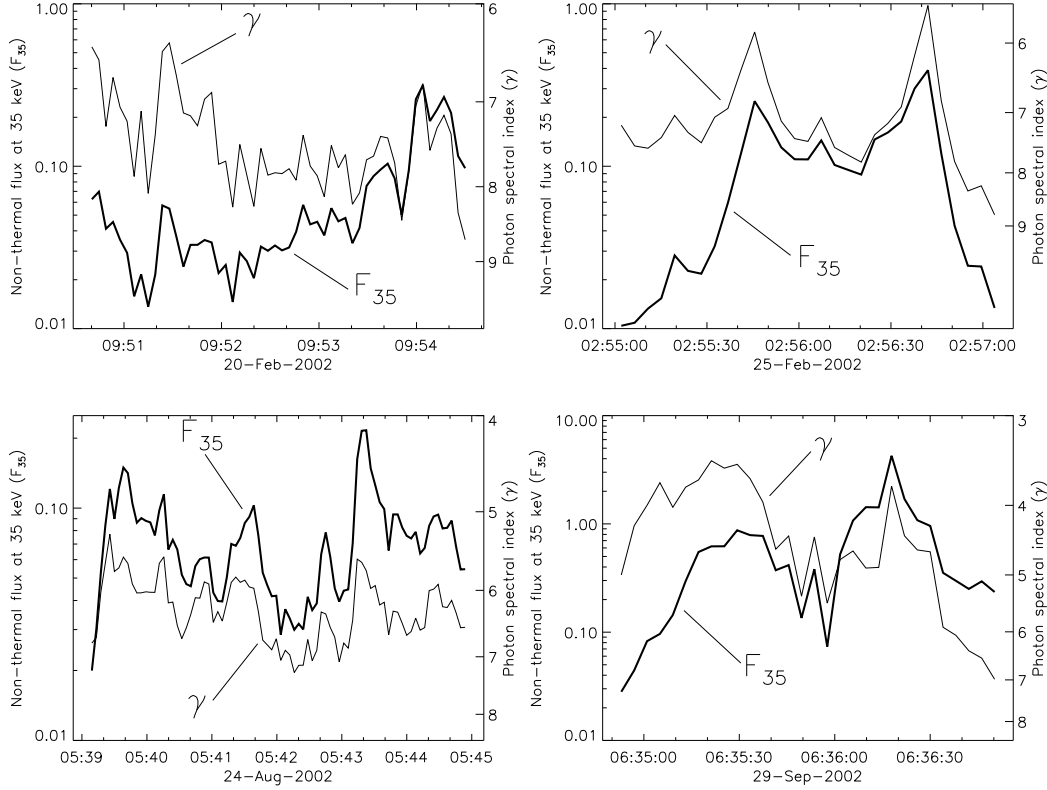 1.00
0.10
0.01
Non-thermal flux at 35 keV (F35)
γ
F35
6
7
8
9
Photon spectral index (γ)
09:51 09:52 09:53 09:54
20-Feb-2002
1.00
0.10
0.01
Non-thermal flux at 35 keV (F35)
γ
F35
6
7
8
9
Photon spectral index (γ)
02:55:00 02:55:30 02:56:00 02:56:30 02:57:00
25-Feb-2002
0.10
0.01
Non-thermal flux at 35 keV (F35)
F35
γ
4
5
6
7
8
Photon spectral index (γ)
05:39 05:40 05:41 05:42 05:43 05:44 05:45
24-Aug-2002
10.00
1.00
0.10
0.01
Non-thermal flux at 35 keV (F35)
γ
F35
3
4
5
6
7
8
Photon spectral index (γ)
06:35:00 06:35:30 06:36:00 06:36:30
29-Sep-2002